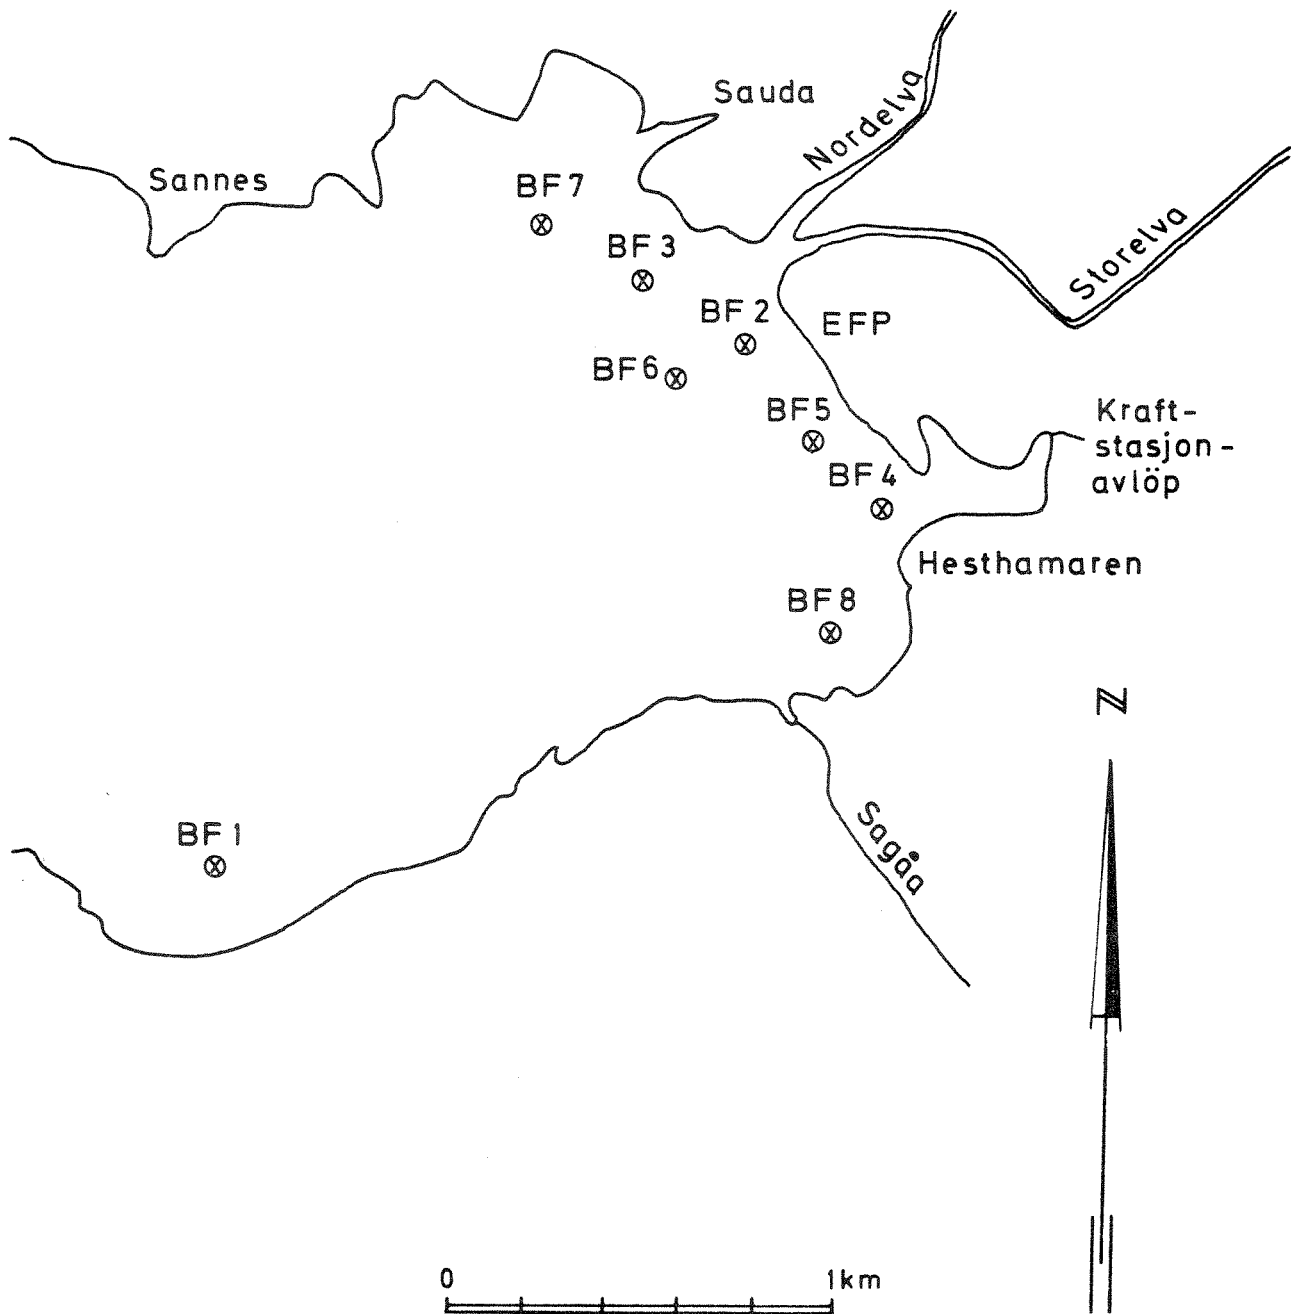 Sauda
Nordelva
Sannes
BF7
Storelva
BF3
BF2
EFP
BF6
BF5
Kraft-
stasjon-
avlöp
BF4
Hesthamaren
BF8
N
BF1
Sagåa
0 1km